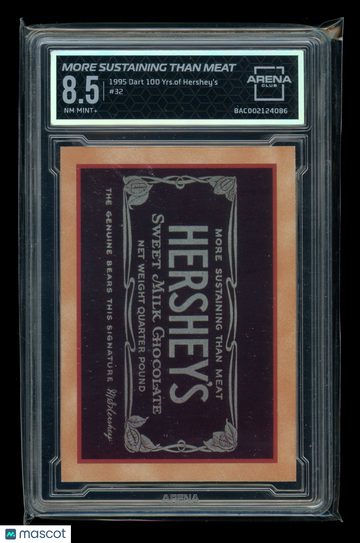 MORE SUSTAINING THAN MEAT
8.5
NM MINT+
1995 Dart 100 Yrs.of Hershey's
#32
ARENA
CLUB
BAC002124086
MORE SUSTAINING THAN MEAT
HERSHEY'S
SWEET MILK CHOCOLATE
NET WEIGHT QUARTER POUND
THE GENUINE BEARS THIS SIGNATURE MSHershey
ARENA
M mascot